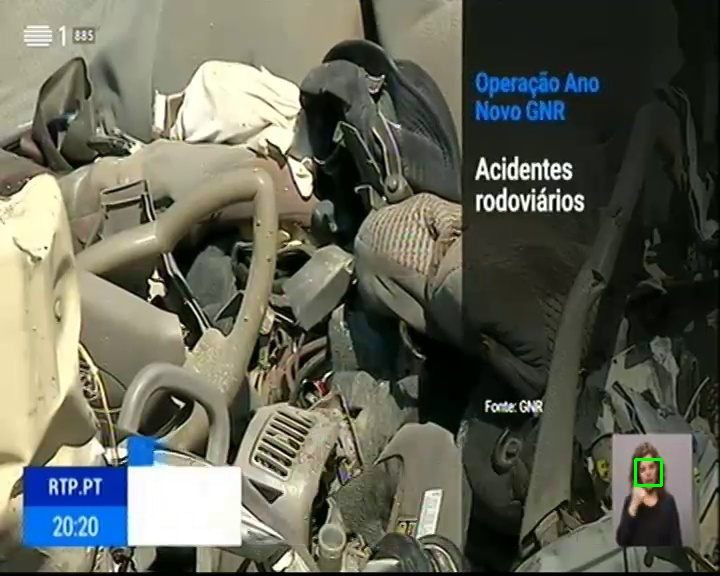 1 885
Operação Ano
Novo GNR
Acidentes
rodoviários
Fonte: GNR
RTP.PT
20:20